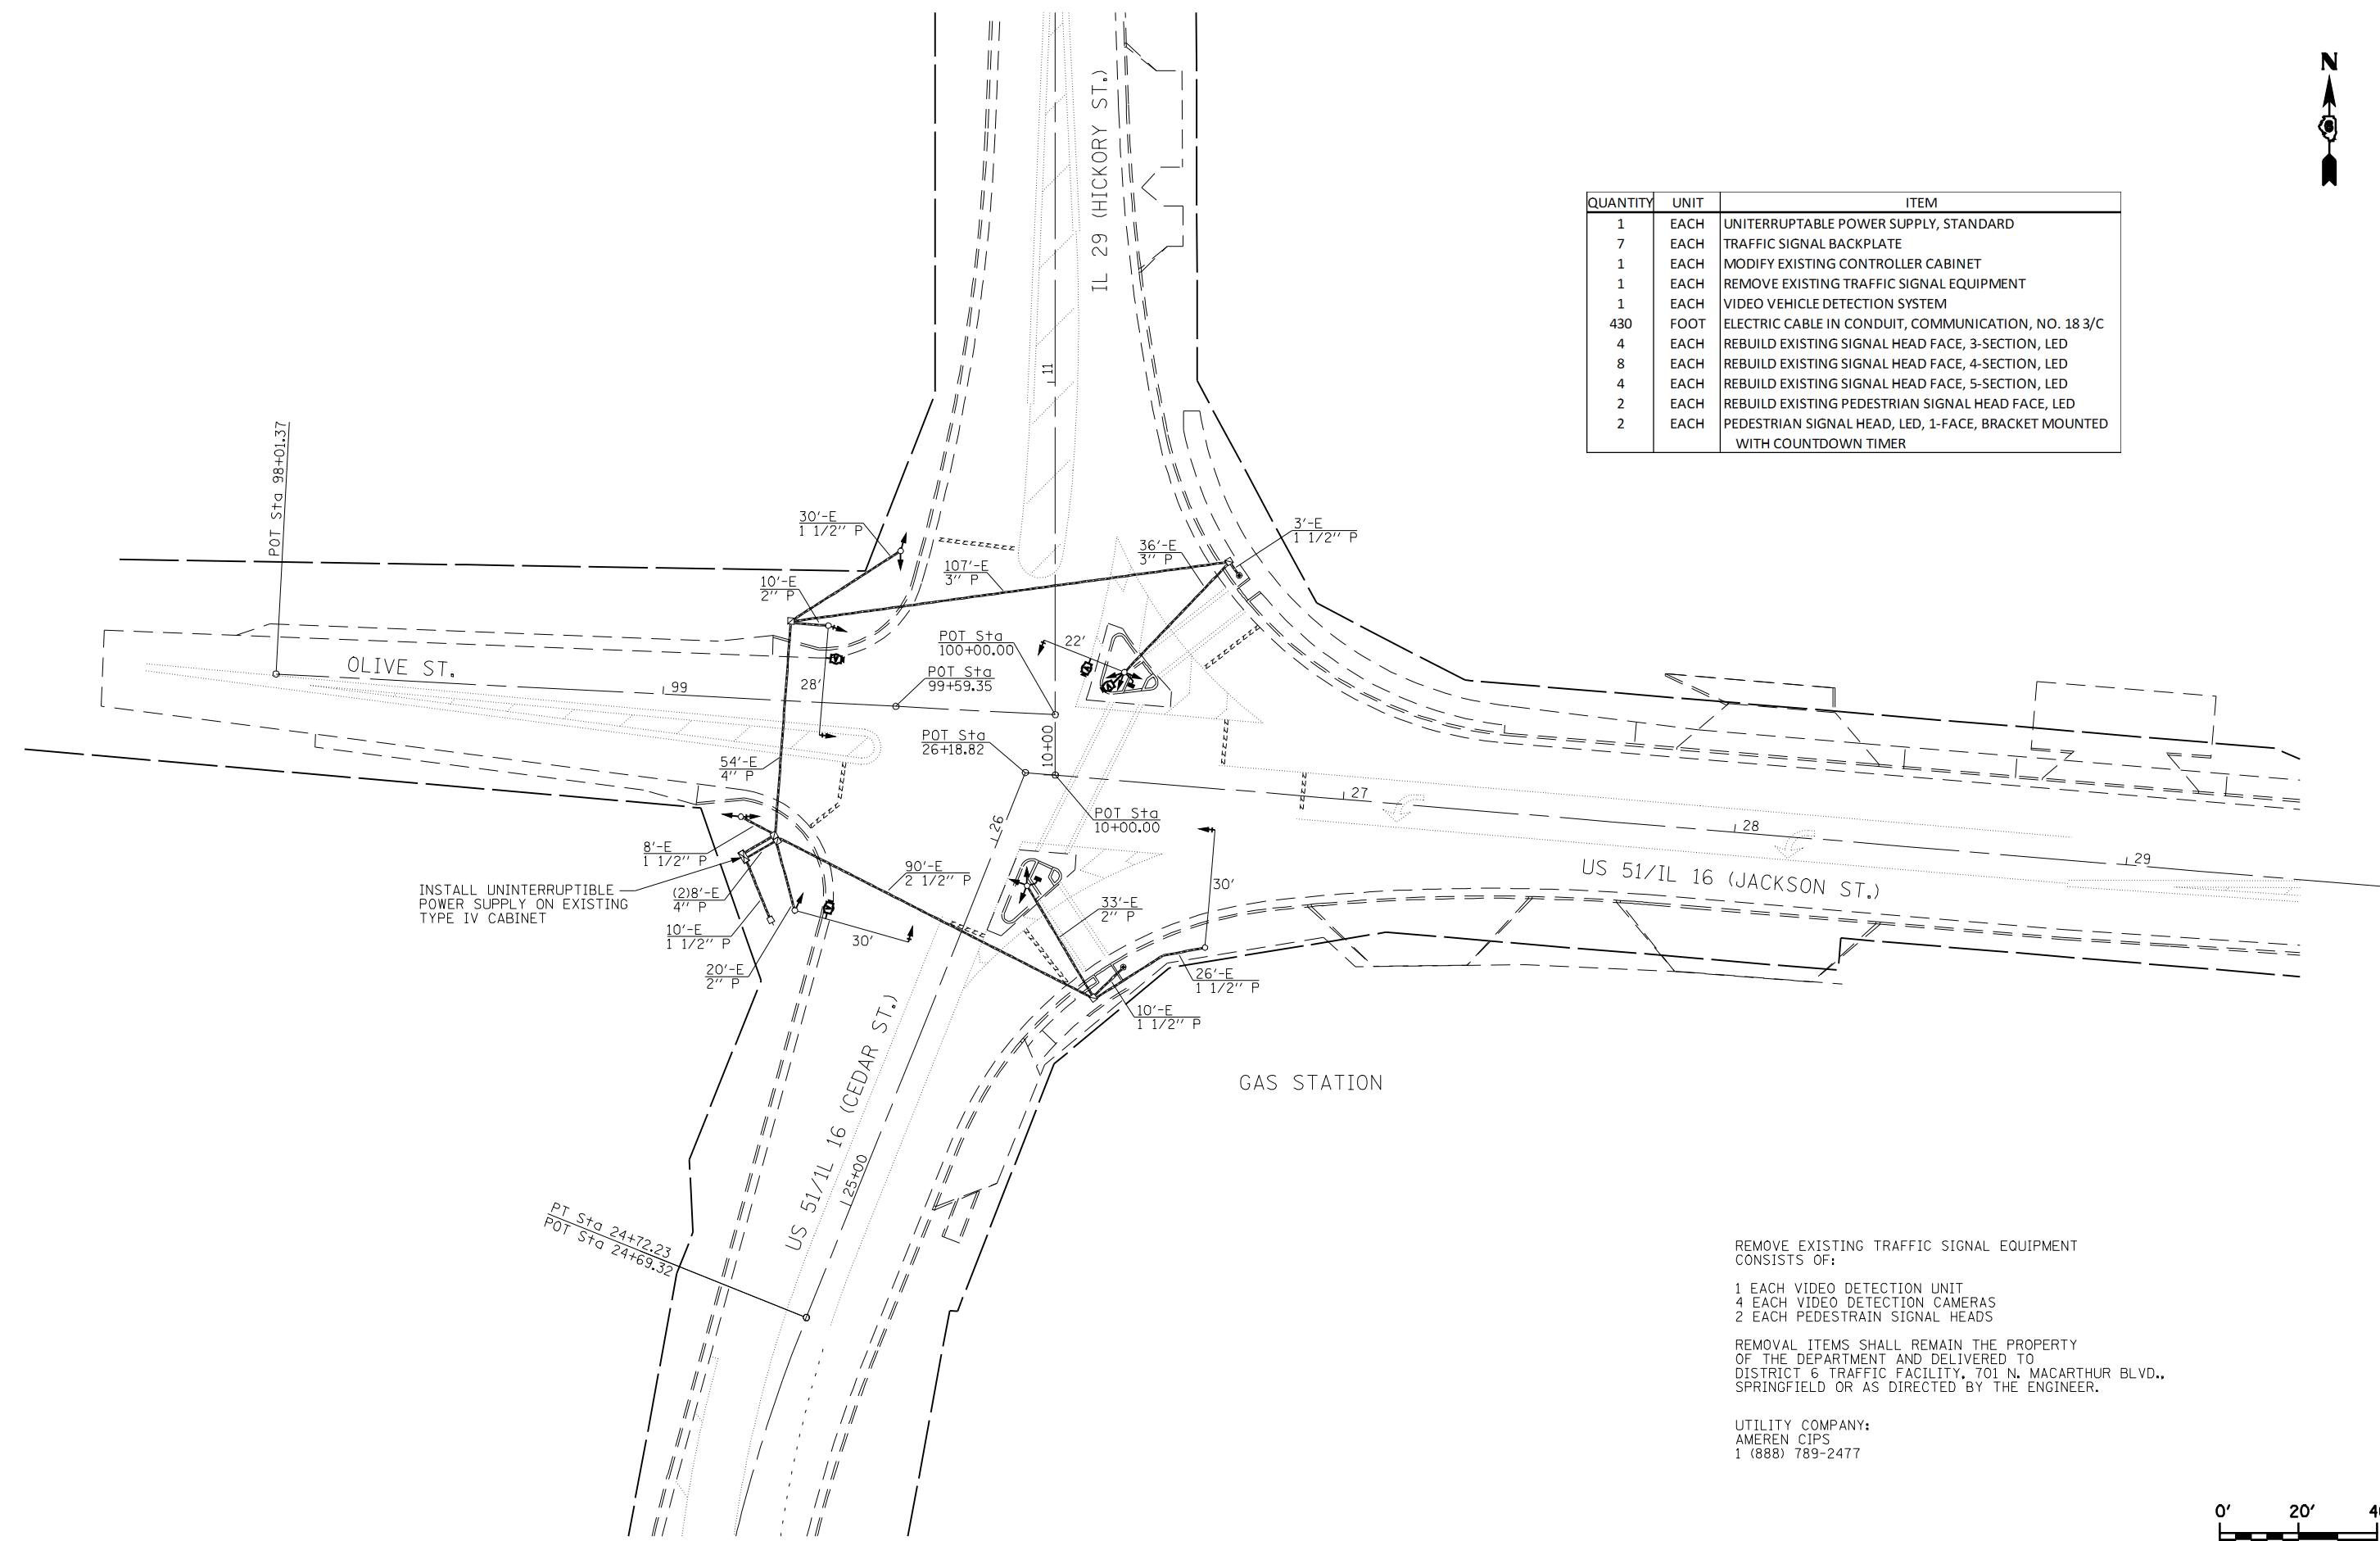 N
6
IL 29 (HICKORY ST.)
11
QUANTITY UNIT ITEM
1 EACH UNITERRUPTABLE POWER SUPPLY, STANDARD
7 EACH TRAFFIC SIGNAL BACKPLATE
1 EACH MODIFY EXISTING CONTROLLER CABINET
1 EACH REMOVE EXISTING TRAFFIC SIGNAL EQUIPMENT
1 EACH VIDEO VEHICLE DETECTION SYSTEM
430 FOOT ELECTRIC CABLE IN CONDUIT, COMMUNICATION, NO. 18 3/C
4 EACH REBUILD EXISTING SIGNAL HEAD FACE, 3-SECTION, LED
8 EACH REBUILD EXISTING SIGNAL HEAD FACE, 4-SECTION, LED
4 EACH REBUILD EXISTING SIGNAL HEAD FACE, 5-SECTION, LED
2 EACH REBUILD EXISTING PEDESTRIAN SIGNAL HEAD FACE, LED
2 EACH PEDESTRIAN SIGNAL HEAD, LED, 1-FACE, BRACKET MOUNTED
WITH COUNTDOWN TIMER
POT Sta 98+01.37
30'-E
1 1/2" P
3'-E
1 1/2" P
36'-E
3" P
107'-E
3" P
10'-E
2" P
OLIVE ST.
99
28'
22'
POT Sta
100+00.00
POT Sta
99+59.35
POT Sta
26+18.82
10+00
54'-E
4" P
POT Sta
10+00.00
26
27
28
29
US 51/IL 16 (JACKSON ST.)
8'-E
1 1/2" P
90'-E
2 1/2" P
30'
33'-E
2" P
INSTALL UNINTERRUPTIBLE
POWER SUPPLY ON EXISTING
TYPE IV CABINET
(2)8'-E
4" P
10'-E
1 1/2" P
30'
20'-E
2" P
26'-E
1 1/2" P
10'-E
1 1/2" P
GAS STATION
US 51/1L 16 (CEDAR ST.)
25+00
PT Sta 24+72.23
POT Sta 24+69.32
REMOVE EXISTING TRAFFIC SIGNAL EQUIPMENT
CONSISTS OF:
1 EACH VIDEO DETECTION UNIT
4 EACH VIDEO DETECTION CAMERAS
2 EACH PEDESTRAIN SIGNAL HEADS
REMOVAL ITEMS SHALL REMAIN THE PROPERTY
OF THE DEPARTMENT AND DELIVERED TO
DISTRICT 6 TRAFFIC FACILITY, 701 N. MACARTHUR BLVD.,
SPRINGFIELD OR AS DIRECTED BY THE ENGINEER.
UTILITY COMPANY:
AMEREN CIPS
1 (888) 789-2477
0' 20'